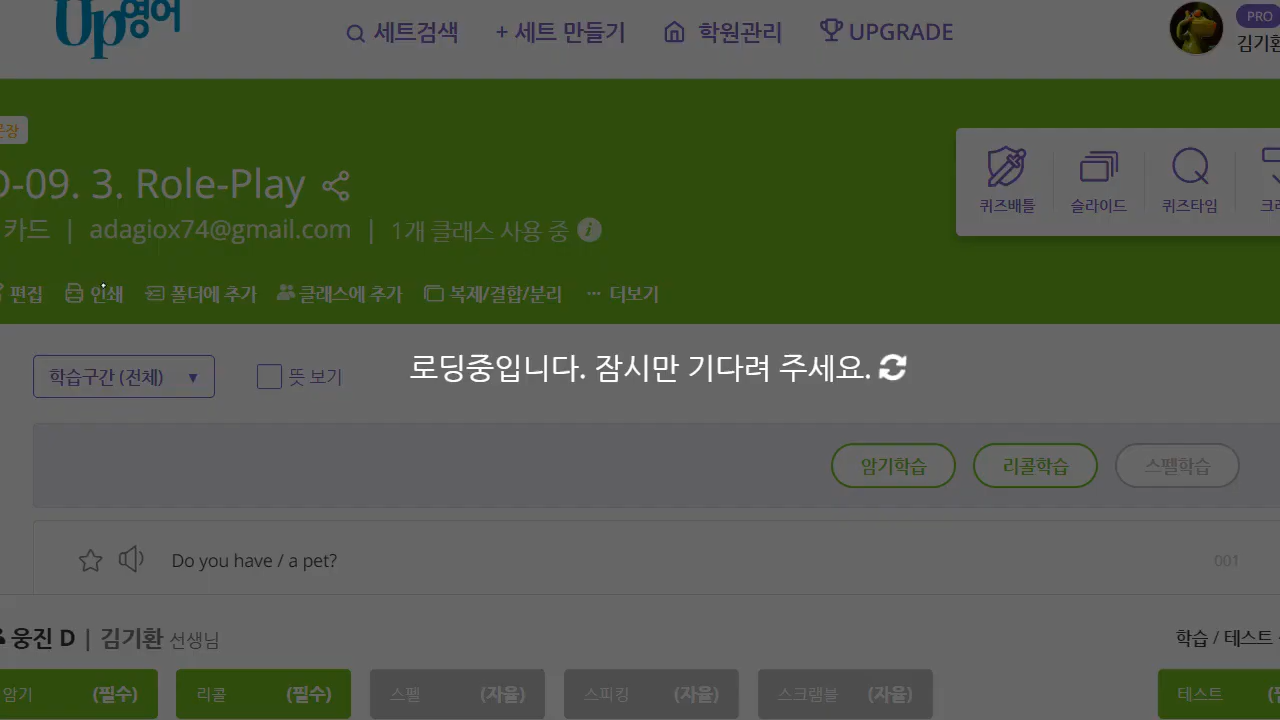 Up영어
세트검색 + 세트 만들기 학원관리 UPGRADE
PRO
-09. 3. Role-Play
카드 | adagiox74@gmail.com | 1개 클래스 사용 중
퀴즈배틀 슬라이드 퀴즈타임
편집 인쇄 폴더에 추가 클래스에 추가 복제/결합/분리 ··· 더보기
로딩중입니다. 잠시만 기다려 주세요.
학습구간 (전체) ▼ 뜻 보기
암기학습 리콜학습 스펠학습
Do you have / a pet? 001
웅진 D | 김기환 선생님 학습 / 테스트
암기 (필수) 리콜 (필수) 스펠 (자율) 스피킹 (자율) 스크램블 (자율) 테스트